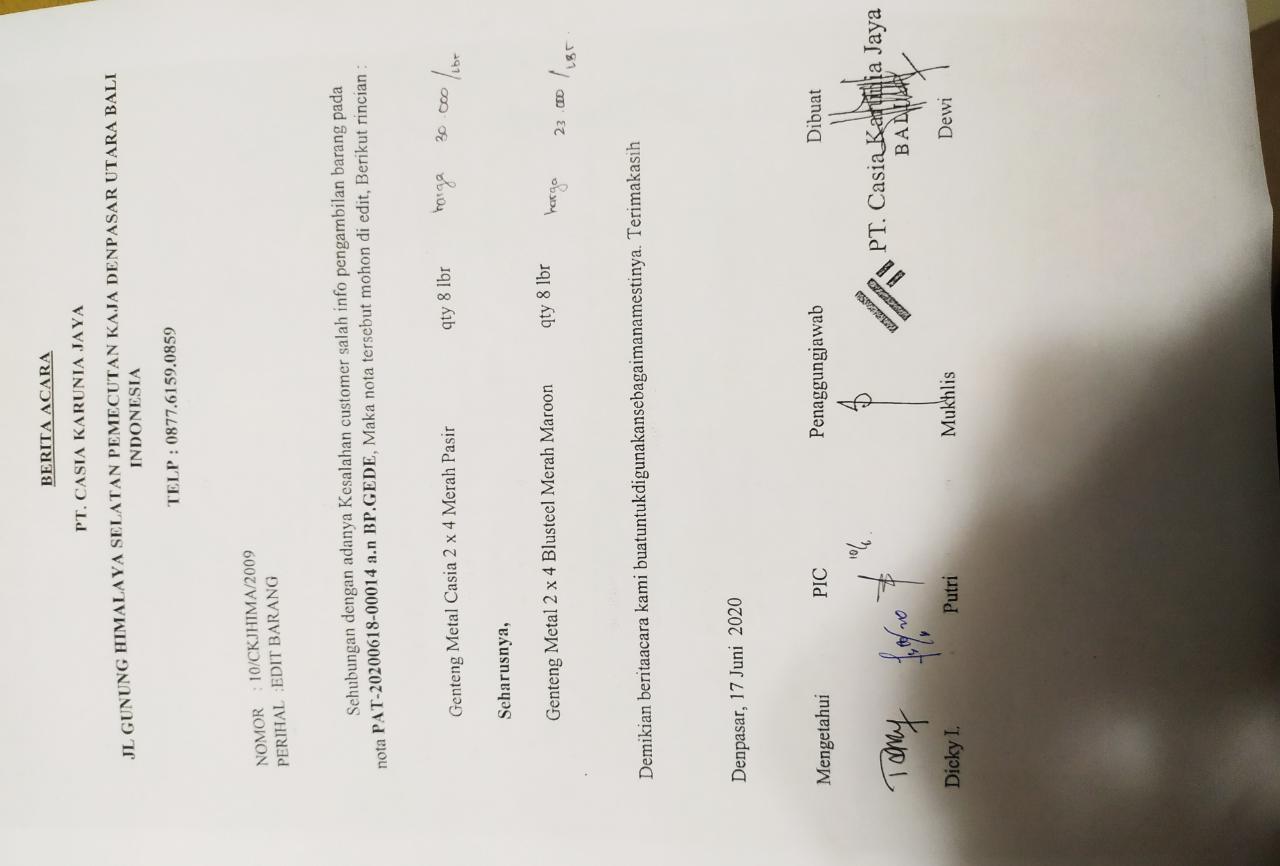 BERITA ACARA
PT. CASIA KARUNIA JAYA
JL GUNUNG HIMALAYA SELATAN PEMECUTAN KAJA DENPASAR UTARA BALI
INDONESIA
TELP : 0877.6159.0859
NOMOR : 10/CKJHIMA/2009
PERIHAL :EDIT BARANG
Sehubungan dengan adanya Kesalahan customer salah info pengambilan barang pada
nota PAT-20200618-00014 a.n BP.GEDE, Maka nota tersebut mohon di edit, Berikut rincian :
Genteng Metal Casia 2 x 4 Merah Pasir qty 8 lbr harga 30.000 /lbr
Seharusnya,
Genteng Metal 2 x 4 Blusteel Merah Maroon qty 8 lbr harga 23.000 /lbr.
Demikian beritaacara kami buatuntukdigunakansebagaimanamestinya. Terimakasih
Denpasar, 17 Juni 2020
Mengetahui PIC Penaggungjawab Dibuat
PT. Casia Karunia Jaya
BALI
Dicky I. Putri Mukhlis Dewi